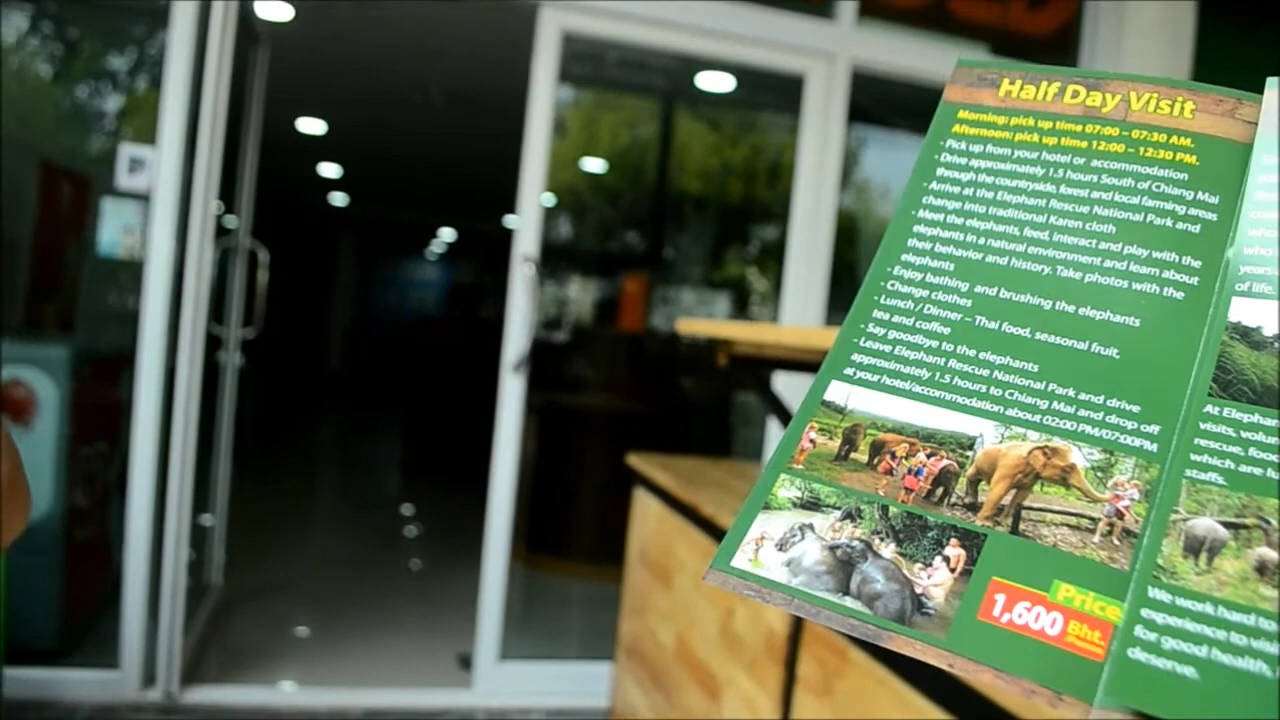 Half Day Visit
Morning: pick up time 07:00 – 07:30 AM.
Afternoon: pick up time 12:00 – 12:30 PM.
- Pick up from your hotel or accommodation
- Drive approximately 1.5 hours South of Chiang Mai
through the countryside, forest and local farming areas
- Arrive at the Elephant Rescue National Park and
change into traditional Karen cloth
- Meet the elephants, feed, interact and play with the
elephants in a natural environment and learn about
their behavior and history. Take photos with the
elephants
- Enjoy bathing and brushing the elephants
- Change clothes
- Lunch / Dinner – Thai food, seasonal fruit,
tea and coffee
- Say goodbye to the elephants
- Leave Elephant Rescue National Park and drive
approximately 1.5 hours to Chiang Mai and drop off
at your hotel/accommodation about 02:00 PM/07:00PM
Price
1,600 Bht.
/Person
who
who
years
of life.
At Elephan
visits, volun
rescue, food
which are
staffs.
We work hard to
experience to visi
for good health,
deserve.